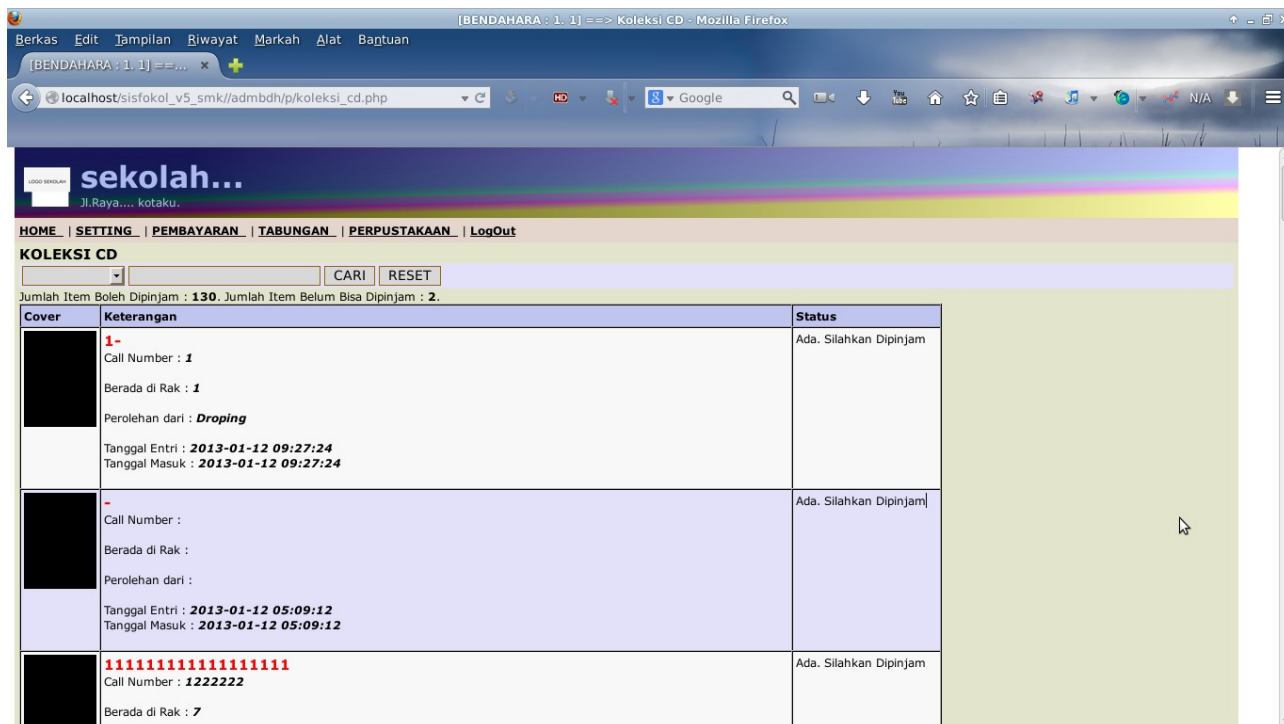 [BENDAHARA : 1. 1] ==> Koleksi CD - Mozilla Firefox
Berkas Edit Tampilan Riwayat Markah Alat Bantuan
[BENDAHARA : 1. 1] ==...
localhost/sisfokol_v5_smk//admbdh/p/koleksi_cd.php
HD
8
Google
You Tube
N/A
LOGO SEKOLAH
sekolah...
Jl.Raya.... kotaku.
HOME | SETTING | PEMBAYARAN | TABUNGAN | PERPUSTAKAAN | LogOut
KOLEKSI CD
CARI RESET
Jumlah Item Boleh Dipinjam : 130. Jumlah Item Belum Bisa Dipinjam : 2.
Cover Keterangan Status
1- Ada. Silahkan Dipinjam
Call Number : 1
Berada di Rak : 1
Perolehan dari : Droping
Tanggal Entri : 2013-01-12 09:27:24
Tanggal Masuk : 2013-01-12 09:27:24
- Ada. Silahkan Dipinjam
Call Number :
Berada di Rak :
Perolehan dari :
Tanggal Entri : 2013-01-12 05:09:12
Tanggal Masuk : 2013-01-12 05:09:12
111111111111111111 Ada. Silahkan Dipinjam
Call Number : 1222222
Berada di Rak : 7